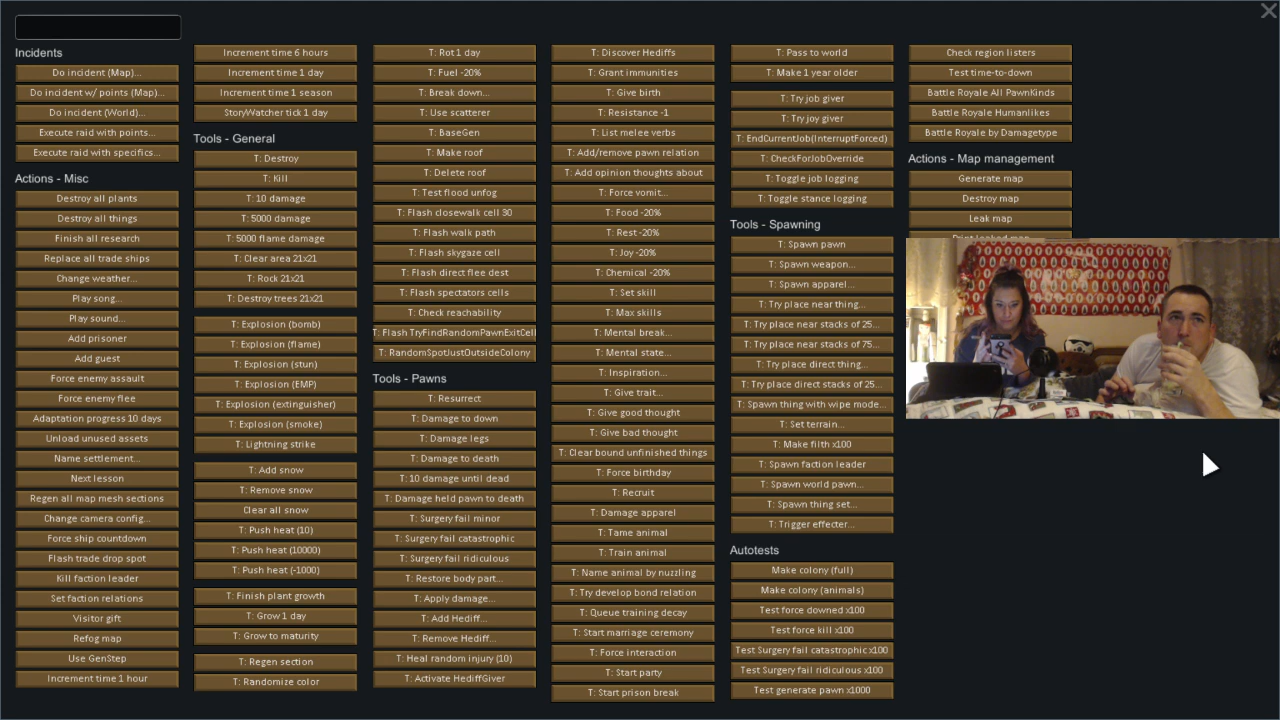 Incidents
Do incident (Map)...
Do incident w/ points (Map)...
Do incident (World)...
Execute raid with points...
Execute raid with specifics...
Actions - Misc
Destroy all plants
Destroy all things
Finish all research
Replace all trade ships
Change weather...
Play song...
Play sound...
Add prisoner
Add guest
Force enemy assault
Force enemy flee
Adaptation progress 10 days
Unload unused assets
Name settlement...
Next lesson
Regen all map mesh sections
Change camera config...
Force ship countdown
Flash trade drop spot
Kill faction leader
Set faction relations
Visitor gift
Refog map
Use GenStep
Increment time 1 hour
Increment time 6 hours
Increment time 1 day
Increment time 1 season
StoryWatcher tick 1 day
Tools - General
T: Destroy
T: Kill
T: 10 damage
T: 5000 damage
T: 5000 flame damage
T: Clear area 21x21
T: Rock 21x21
T: Destroy trees 21x21
T: Explosion (bomb)
T: Explosion (flame)
T: Explosion (stun)
T: Explosion (EMP)
T: Explosion (extinguisher)
T: Explosion (smoke)
T: Lightning strike
T: Add snow
T: Remove snow
Clear all snow
T: Push heat (10)
T: Push heat (10000)
T: Push heat (-1000)
T: Finish plant growth
T: Grow 1 day
T: Grow to maturity
T: Regen section
T: Randomize color
T: Rot 1 day
T: Fuel -20%
T: Break down...
T: Use scatterer
T: BaseGen
T: Make roof
T: Delete roof
T: Test flood unfog
T: Flash closewalk cell 30
T: Flash walk path
T: Flash skygaze cell
T: Flash direct flee dest
T: Flash spectators cells
T: Check reachability
T: Flash TryFindRandomPawnExitCell
T: RandomSpotJustOutsideColony
Tools - Pawns
T: Resurrect
T: Damage to down
T: Damage legs
T: Damage to death
T: 10 damage until dead
T: Damage held pawn to death
T: Surgery fail minor
T: Surgery fail catastrophic
T: Surgery fail ridiculous
T: Restore body part...
T: Apply damage...
T: Add Hediff...
T: Remove Hediff...
T: Heal random injury (10)
T: Activate HediffGiver
T: Discover Hediffs
T: Grant immunities
T: Give birth
T: Resistance -1
T: List melee verbs
T: Add/remove pawn relation
T: Add opinion thoughts about
T: Force vomit...
T: Food -20%
T: Rest -20%
T: Joy -20%
T: Chemical -20%
T: Set skill
T: Max skills
T: Mental break...
T: Mental state...
T: Inspiration...
T: Give trait...
T: Give good thought
T: Give bad thought
T: Clear bound unfinished things
T: Force birthday
T: Recruit
T: Damage apparel
T: Tame animal
T: Train animal
T: Name animal by nuzzling
T: Try develop bond relation
T: Queue training decay
T: Start marriage ceremony
T: Force interaction
T: Start party
T: Start prison break
T: Pass to world
T: Make 1 year older
T: Try job giver
T: Try joy giver
T: EndCurrentJob(InterruptForced)
T: CheckForJobOverride
T: Toggle job logging
T: Toggle stance logging
Tools - Spawning
T: Spawn pawn
T: Spawn weapon...
T: Spawn apparel...
T: Try place near thing...
T: Try place near stacks of 25...
T: Try place near stacks of 75...
T: Try place direct thing...
T: Try place direct stacks of 25...
T: Spawn thing with wipe mode...
T: Set terrain...
T: Make filth x100
T: Spawn faction leader
T: Spawn world pawn...
T: Spawn thing set...
T: Trigger effecter...
Autotests
Make colony (full)
Make colony (animals)
Test force downed x100
Test force kill x100
Test Surgery fail catastrophic x100
Test Surgery fail ridiculous x100
Test generate pawn x1000
Check region listers
Test time-to-down
Battle Royale All PawnKinds
Battle Royale Humanlikes
Battle Royale by Damagetype
Actions - Map management
Generate map
Destroy map
Leak map
Print leaked map